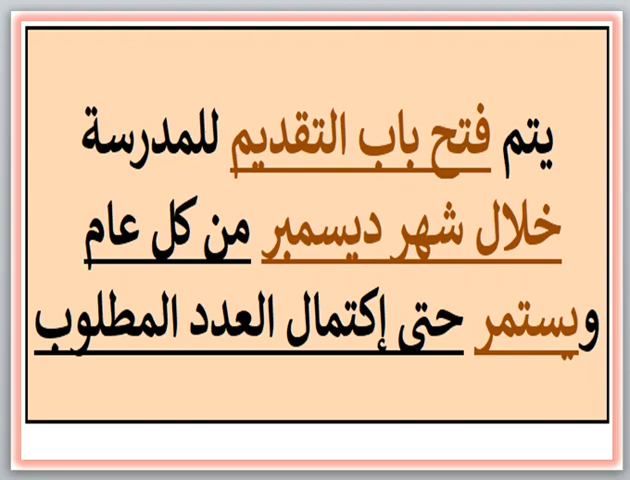 يتم فتح باب التقديم للمدرسة
خلال شهر ديسمبر من كل عام
ويستمر حتى إكتمال العدد المطلوب